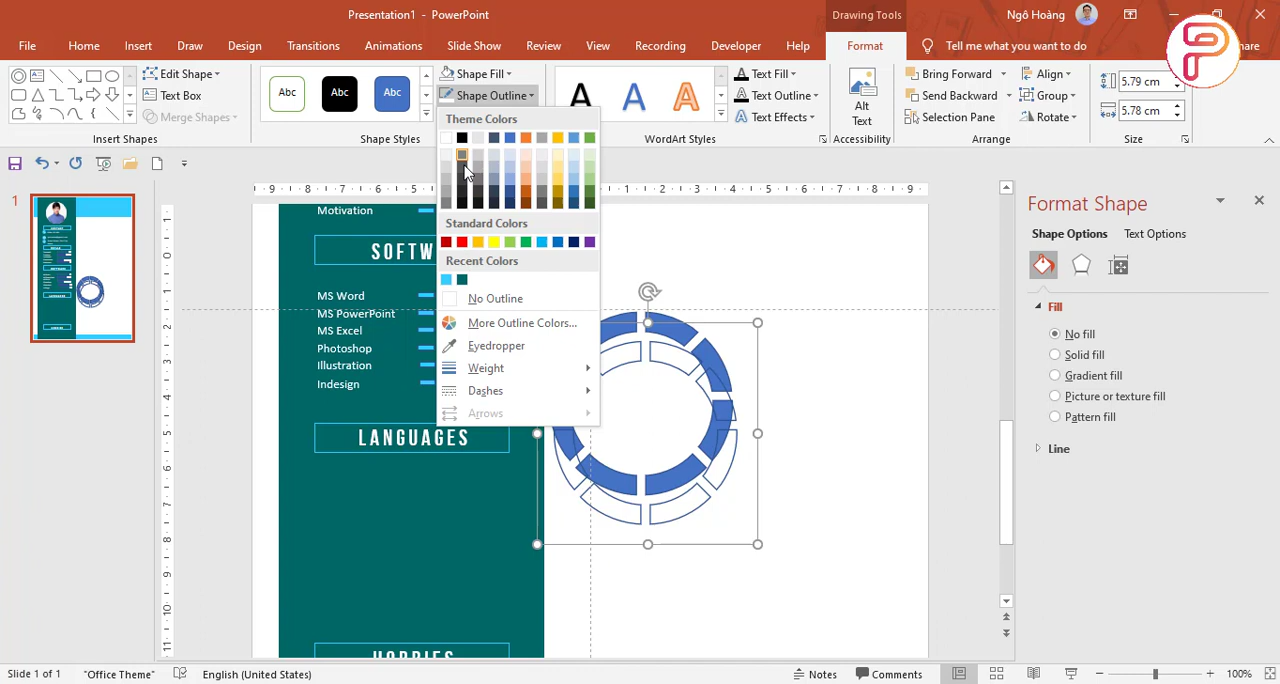 Presentation1 - PowerPoint
Drawing Tools
Ngô Hoàng
File Home Insert Draw Design Transitions Animations Slide Show Review View Recording Developer Help Format Tell me what you want to do
Edit Shape
Text Box
Merge Shapes
Insert Shapes
Abc Abc Abc
Shape Fill
Shape Outline
Shape Styles
A A A
Text Fill
Text Outline
Text Effects
WordArt Styles
Alt
Text
Accessibility
Bring Forward
Send Backward
Selection Pane
Align
Group
Rotate
Arrange
5.79 cm
5.78 cm
Size
Theme Colors
Standard Colors
Recent Colors
No Outline
More Outline Colors...
Eyedropper
Weight
Dashes
Arrows
1
Motivation
SOFTW
MS Word
MS PowerPoint
MS Excel
Photoshop
Illustration
Indesign
LANGUAGES
HOBBIES
Format Shape
Shape Options Text Options
Fill
No fill
Solid fill
Gradient fill
Picture or texture fill
Pattern fill
Line
Slide 1 of 1 "Office Theme" English (United States) Notes Comments 100%